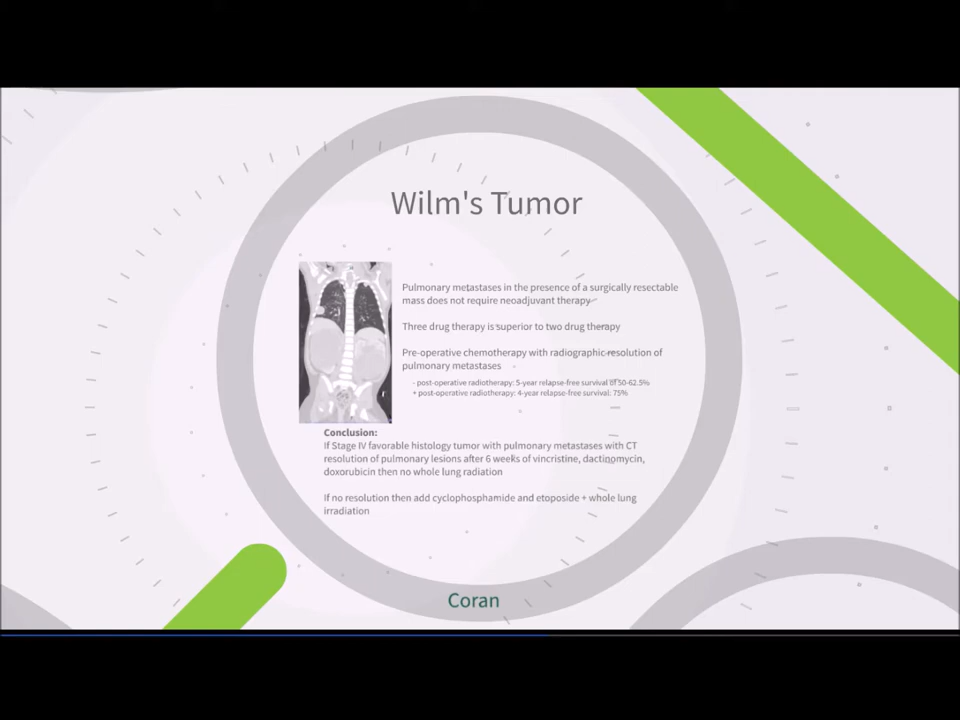 Wilm's Tumor
Pulmonary metastases in the presence of a surgically resectable
mass does not require neoadjuvant therapy
Three drug therapy is superior to two drug therapy
Pre-operative chemotherapy with radiographic resolution of
pulmonary metastases
- post-operative radiotherapy: 5-year relapse-free survival of 50-62.5%
+ post-operative radiotherapy: 4-year relapse-free survival: 75%
Conclusion:
If Stage IV favorable histology tumor with pulmonary metastases with CT
resolution of pulmonary lesions after 6 weeks of vincristine, dactinomycin,
doxorubicin then no whole lung radiation
If no resolution then add cyclophosphamide and etoposide + whole lung
irradiation
Coran